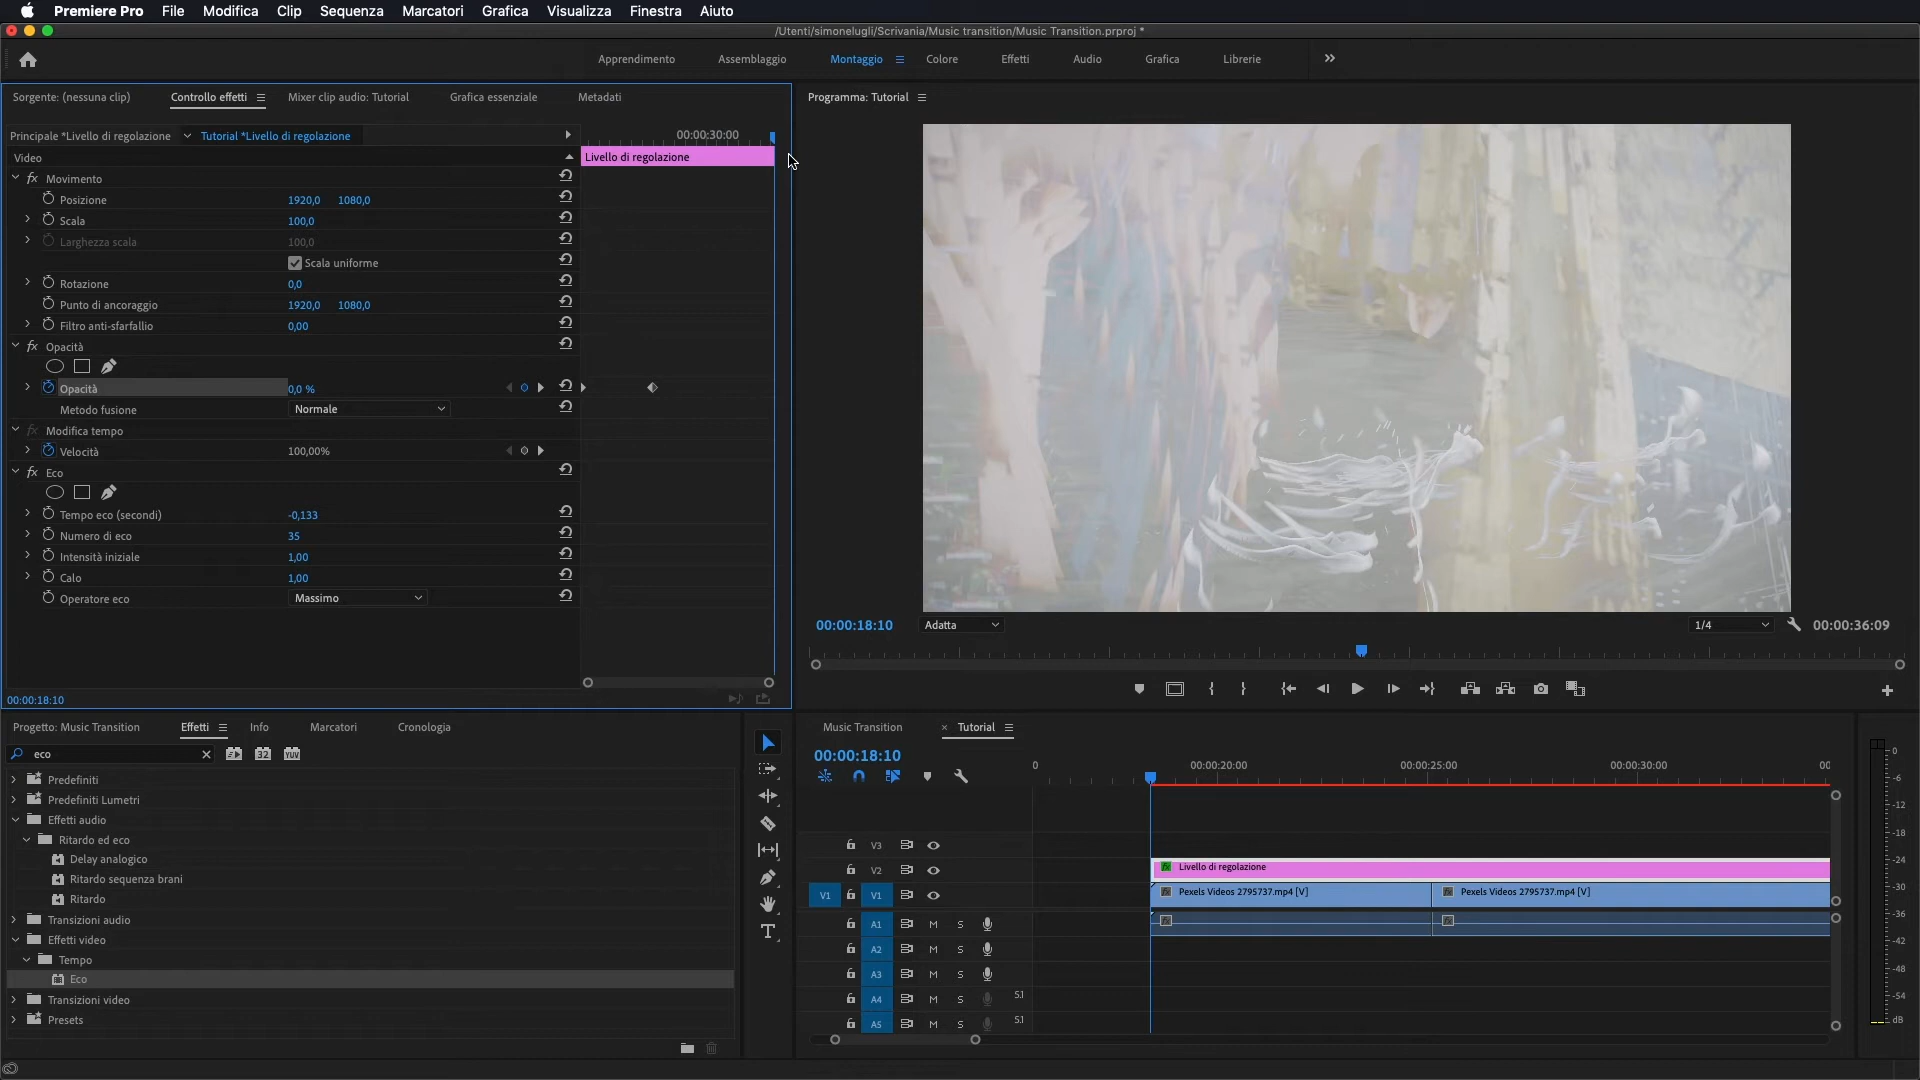 Premiere Pro File Modifica Clip Sequenza Marcatori Grafica Visualizza Finestra Aiuto
/Utenti/simonelugli/Scrivania/Music transition/Music Transition.prproj *
Apprendimento Assemblaggio Montaggio Colore Effetti Audio Grafica Librerie
Sorgente: (nessuna clip) Controllo effetti Mixer clip audio: Tutorial Grafica essenziale Metadati
Principale *Livello di regolazione Tutorial *Livello di regolazione 00:00:30:00
Video Livello di regolazione
fx Movimento
Posizione 1920,0 1080,0
Scala 100,0
Larghezza scala 100,0
Scala uniforme
Rotazione 0,0
Punto di ancoraggio 1920,0 1080,0
Filtro anti-sfarfallio 0,00
fx Opacità
Opacità 0,0 %
Metodo fusione Normale
fx Modifica tempo
Velocità 100,00%
fx Eco
Tempo eco (secondi) -0,133
Numero di eco 35
Intensità iniziale 1,00
Calo 1,00
Operatore eco Massimo
00:00:18:10
Programma: Tutorial
00:00:18:10 Adatta 1/4 00:00:36:09
Progetto: Music Transition Effetti Info Marcatori Cronologia
eco 32 YUV
Predefiniti
Predefiniti Lumetri
Effetti audio
Ritardo ed eco
Delay analogico
Ritardo sequenza brani
Ritardo
Transizioni audio
Effetti video
Tempo
Eco
Transizioni video
Presets
Music Transition × Tutorial
00:00:18:10
0 00:00:20:00 00:00:25:00 00:00:30:00 00
V3
V2 Livello di regolazione
V1 V1 Pexels Videos 2795737.mp4 [V] Pexels Videos 2795737.mp4 [V]
A1 M S
A2 M S
A3 M S
A4 M S 5.1
A5 M S 5.1
0
-6
-12
-18
-24
-30
-36
-42
-48
-54
dB